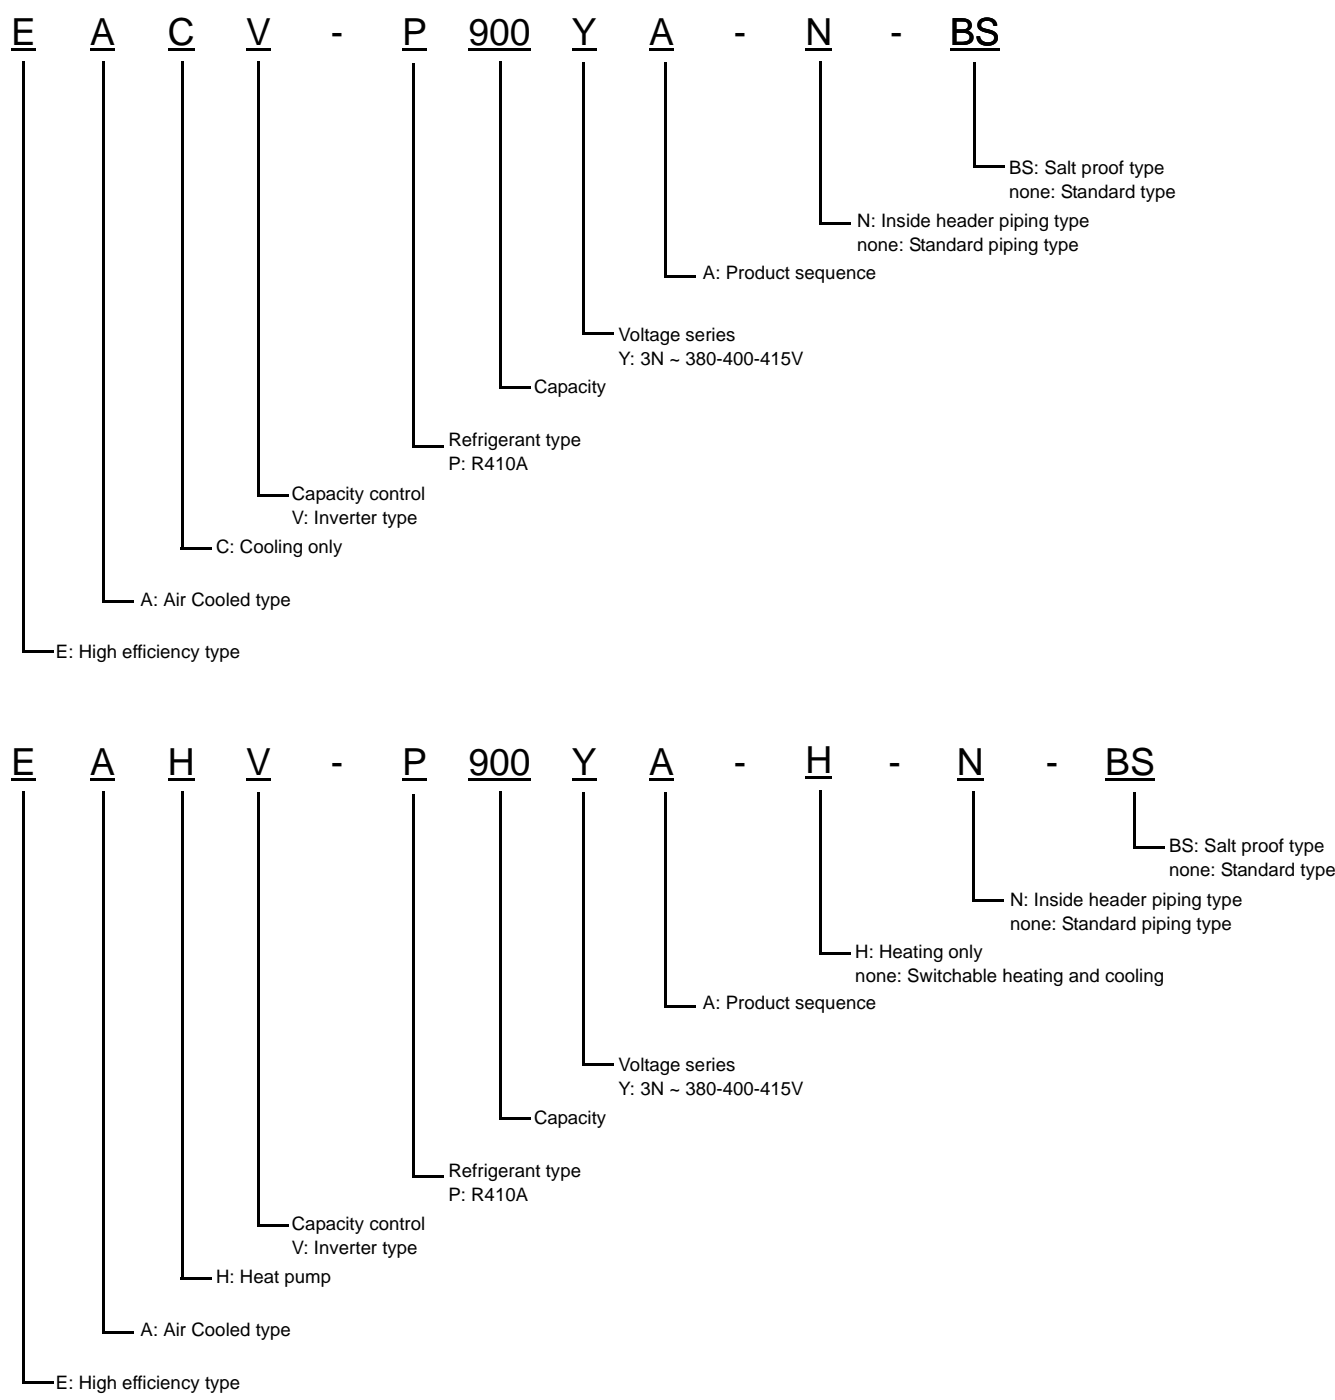 E A C V - P 900 Y A - N - BS
BS: Salt proof type
none: Standard type
N: Inside header piping type
none: Standard piping type
A: Product sequence
Voltage series
Y: 3N ~ 380-400-415V
Capacity
Refrigerant type
P: R410A
Capacity control
V: Inverter type
C: Cooling only
A: Air Cooled type
E: High efficiency type
E A H V - P 900 Y A - H - N - BS
BS: Salt proof type
none: Standard type
N: Inside header piping type
none: Standard piping type
H: Heating only
none: Switchable heating and cooling
A: Product sequence
Voltage series
Y: 3N ~ 380-400-415V
Capacity
Refrigerant type
P: R410A
Capacity control
V: Inverter type
H: Heat pump
A: Air Cooled type
E: High efficiency type